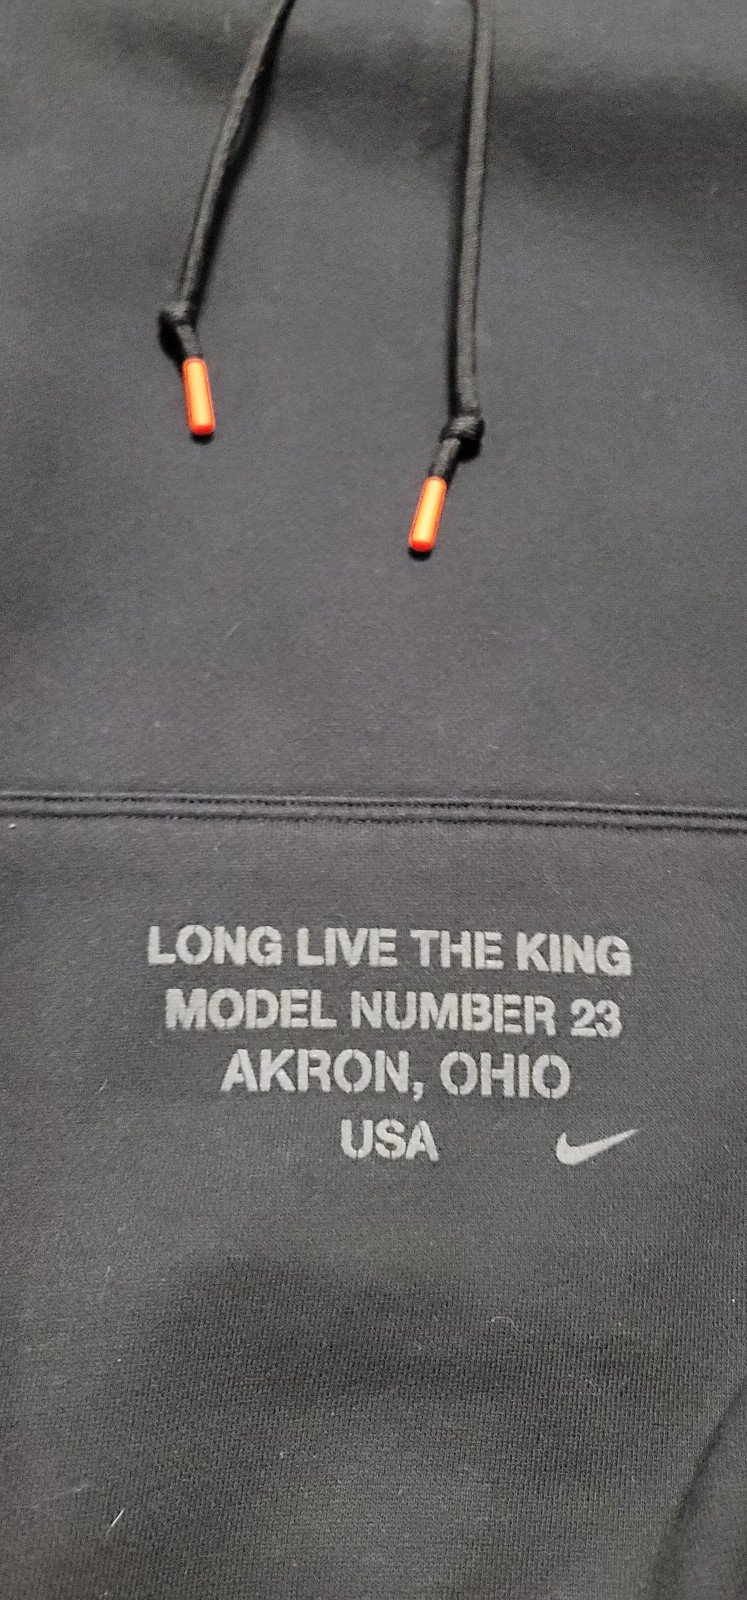 LONG LIVE THE KING
MODEL NUMBER 23
AKRON, OHIO
USA